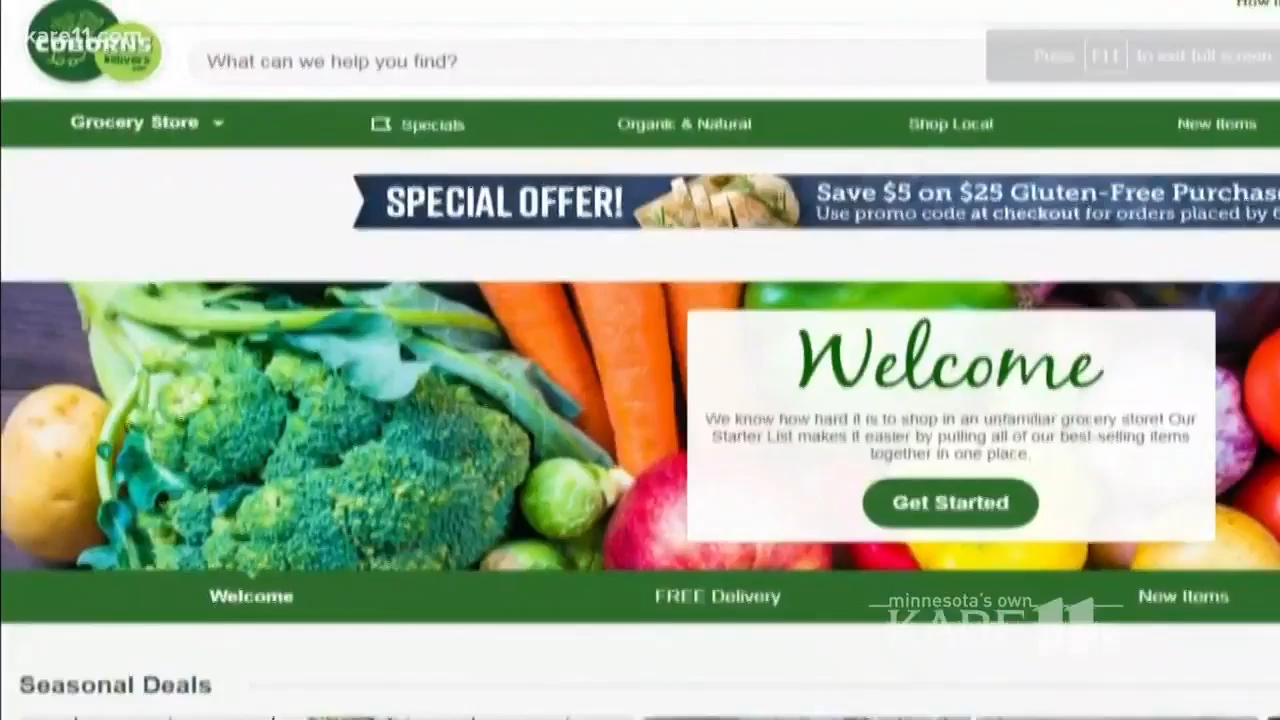 How
kare11.com
COBORN'S
Delivers
What can we help you find?
Press F11 to exit full screen
Grocery Store
Specials
Organic & Natural
Shop Local
New Items
SPECIAL OFFER!
Save $5 on $25 Gluten-Free Purchas
Use promo code at checkout for orders placed by
Welcome
We know how hard it is to shop in an unfamiliar grocery store! Our
Starter List makes it easier by pulling all of our best-selling items
together in one place.
Get Started
Welcome
FREE Delivery
New Items
minnesota's own
KARE 11
Seasonal Deals